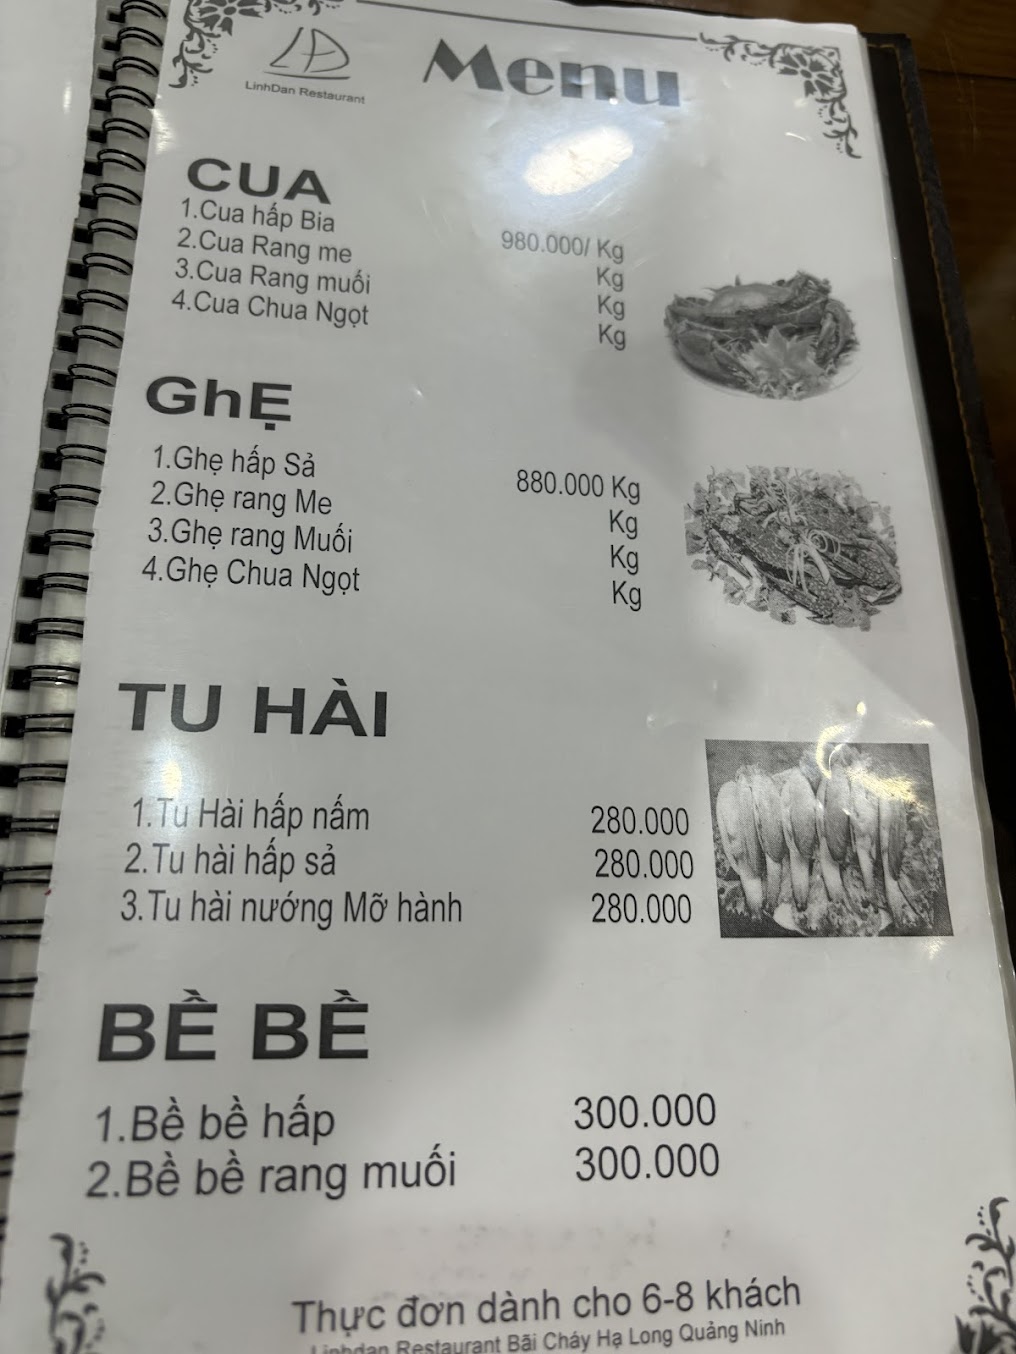 LinhDan Restaurant
Menu
CUA
1.Cua hấp Bia 980.000/ Kg
2.Cua Rang me Kg
3.Cua Rang muối Kg
4.Cua Chua Ngọt Kg
GhẸ
1.Ghẹ hấp Sả 880.000 Kg
2.Ghẹ rang Me Kg
3.Ghẹ rang Muối Kg
4.Ghẹ Chua Ngọt Kg
TU HÀI
1.Tu Hài hấp nấm 280.000
2.Tu hài hấp sả 280.000
3.Tu hài nướng Mỡ hành 280.000
BỀ BỀ
1.Bề bề hấp 300.000
2.Bề bề rang muối 300.000
Thực đơn dành cho 6-8 khách
Linhdan Restaurant Bãi Cháy Hạ Long Quảng Ninh